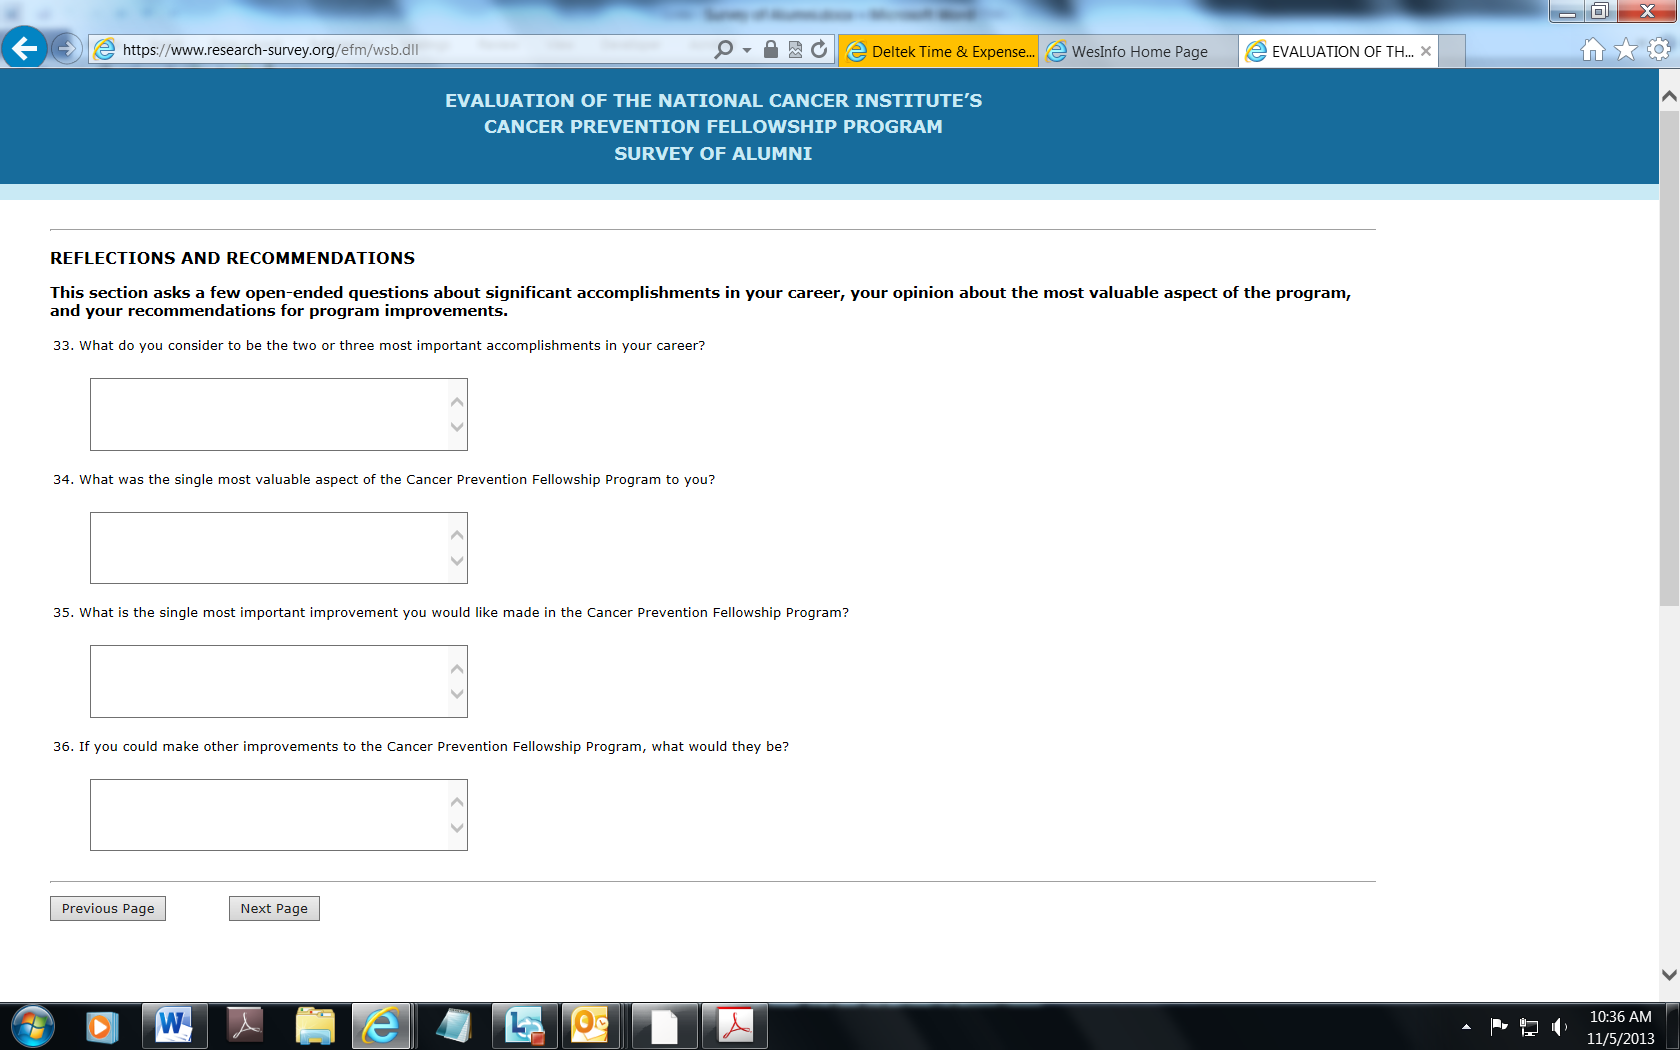 https://www.research-survey.org/efm/wsb.dll
Deltek Time & Expense...
WesInfo Home Page
EVALUATION OF TH...
EVALUATION OF THE NATIONAL CANCER INSTITUTE’S
CANCER PREVENTION FELLOWSHIP PROGRAM
SURVEY OF ALUMNI
REFLECTIONS AND RECOMMENDATIONS
This section asks a few open-ended questions about significant accomplishments in your career, your opinion about the most valuable aspect of the program,
and your recommendations for program improvements.
33. What do you consider to be the two or three most important accomplishments in your career?
34. What was the single most valuable aspect of the Cancer Prevention Fellowship Program to you?
35. What is the single most important improvement you would like made in the Cancer Prevention Fellowship Program?
36. If you could make other improvements to the Cancer Prevention Fellowship Program, what would they be?
Previous Page
Next Page
10:36 AM
11/5/2013